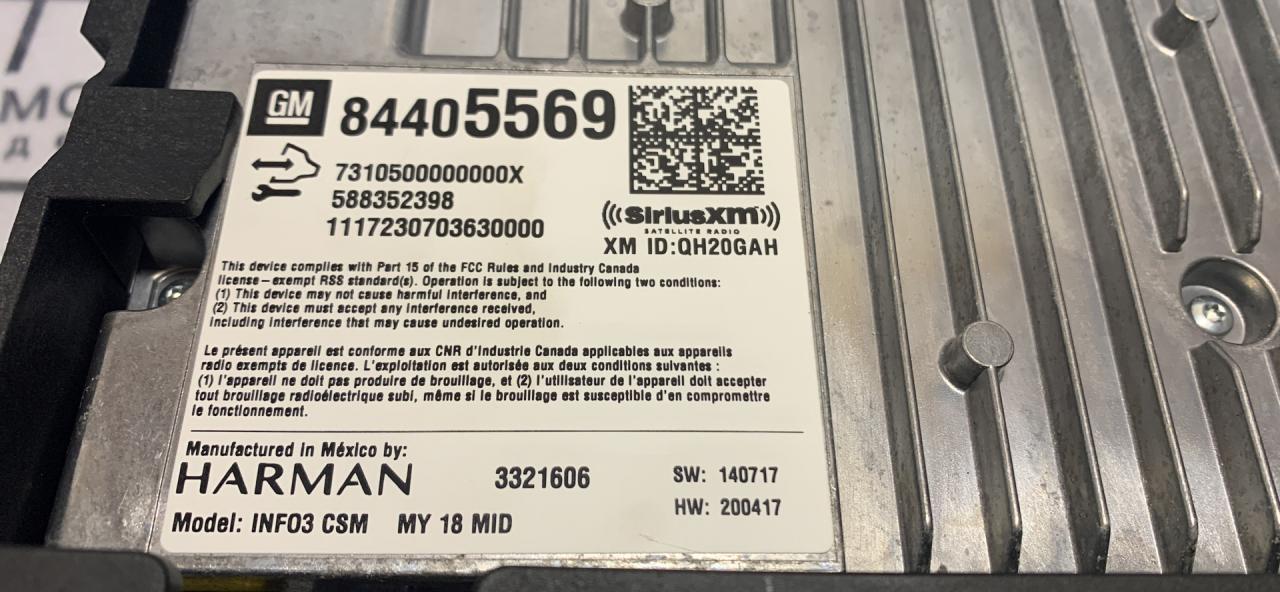 GM 84405569
7310500000000X
588352398
1117230703630000
SiriusXM
SATELLITE RADIO
XM ID:QH20GAH
This device complies with Part 15 of the FCC Rules and Industry Canada
license-exempt RSS standard(s). Operation is subject to the following two conditions:
(1) This device may not cause harmful interference, and
(2) This device must accept any interference received,
including interference that may cause undesired operation.
Le présent appareil est conforme aux CNR d'Industrie Canada applicables aux appareils
radio exempts de licence. L'exploitation est autorisée aux deux conditions suivantes :
(1) l'appareil ne doit pas produire de brouillage, et (2) l'utilisateur de l'appareil doit accepter
tout brouillage radioélectrique subi, même si le brouillage est susceptible d'en compromettre
le fonctionnement.
Manufactured in México by:
HARMAN 3321606 SW: 140717
HW: 200417
Model: INFO3 CSM MY 18 MID